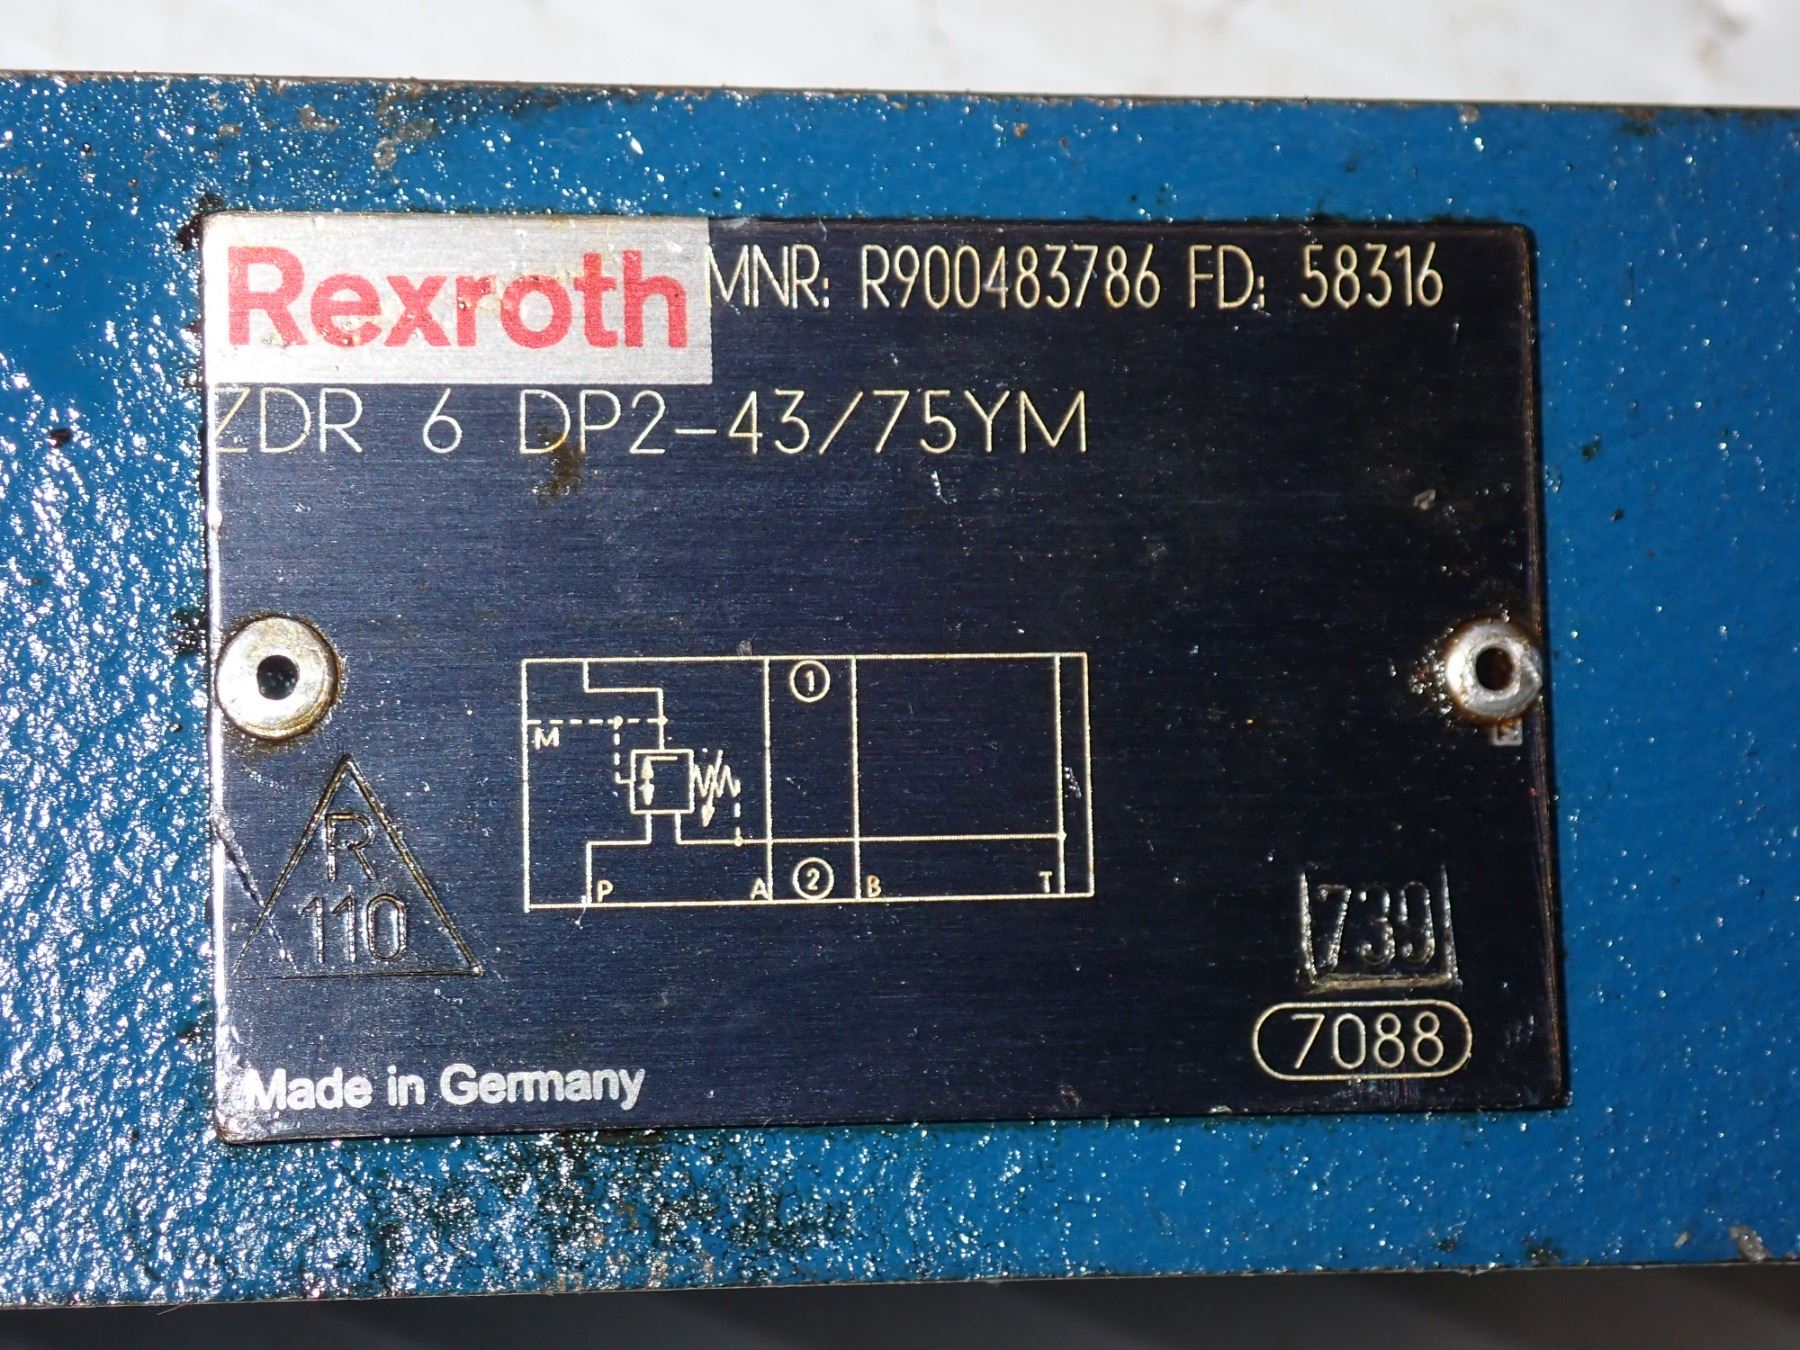 Rexroth MNR: R900483786 FD: 58316
ZDR 6 DP2-43/75YM
1
M
P A 2 B T
R
110
739
7088
Made in Germany